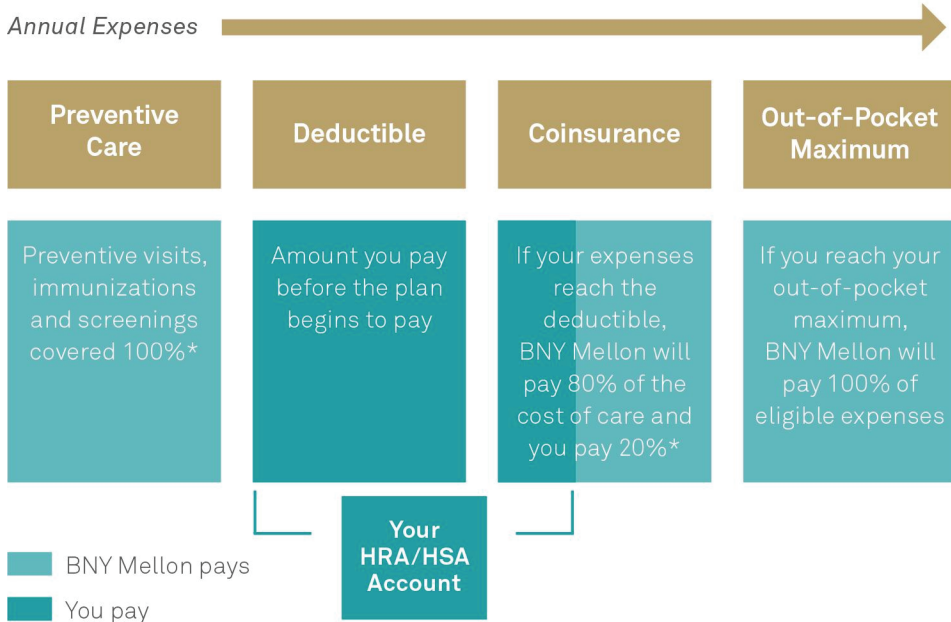 Annual Expenses
Preventive
Care
Deductible
Coinsurance
Out-of-Pocket
Maximum
Preventive visits,
immunizations
and screenings
covered 100%*
Amount you pay
before the plan
begins to pay
If your expenses
reach the
deductible,
BNY Mellon will
pay 80% of the
cost of care and
you pay 20%*
If you reach your
out-of-pocket
maximum,
BNY Mellon will
pay 100% of
eligible expenses
Your
HRA/HSA
Account
BNY Mellon pays
You pay